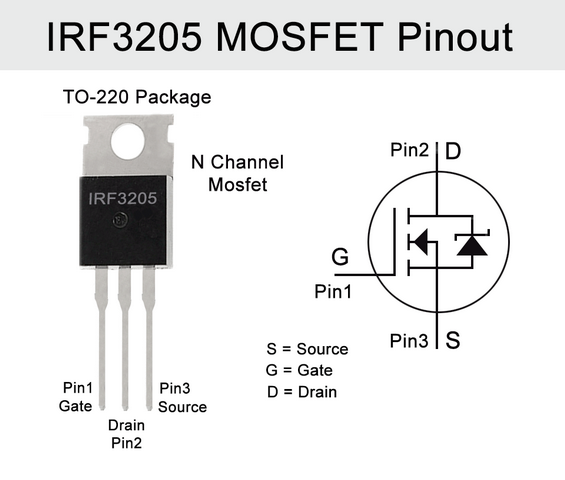 IRF3205 MOSFET Pinout
TO-220 Package
N Channel
Mosfet
IRF3205
Pin1
Gate
Drain
Pin2
Pin3
Source
Pin2 D
G
Pin1
Pin3 S
S = Source
G = Gate
D = Drain